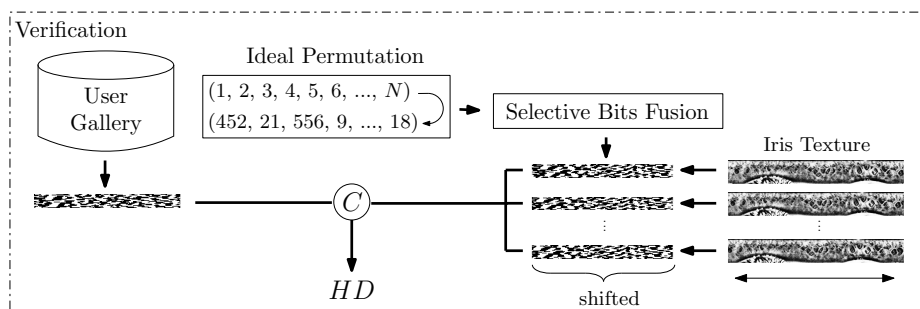 Verification
User
Gallery
Ideal Permutation
(1, 2, 3, 4, 5, 6, ..., N)
(452, 21, 556, 9, ..., 18)
Selective Bits Fusion
Iris Texture
C
...
...
HD
shifted